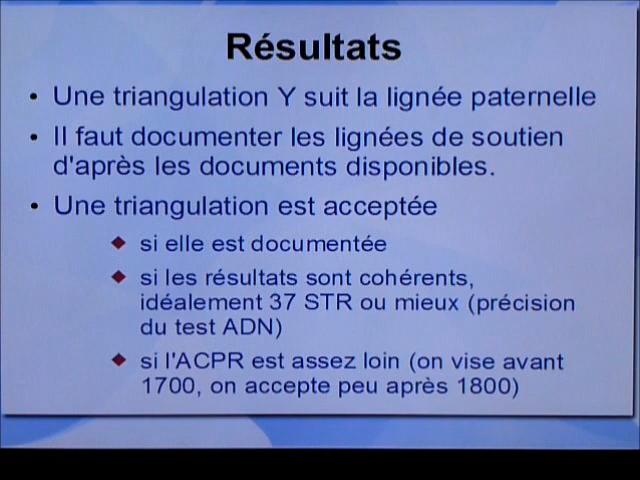 Résultats
• Une triangulation Y suit la lignée paternelle
• Il faut documenter les lignées de soutien
d'après les documents disponibles.
• Une triangulation est acceptée
◆ si elle est documentée
◆ si les résultats sont cohérents,
idéalement 37 STR ou mieux (précision
du test ADN)
◆ si l'ACPR est assez loin (on vise avant
1700, on accepte peu après 1800)